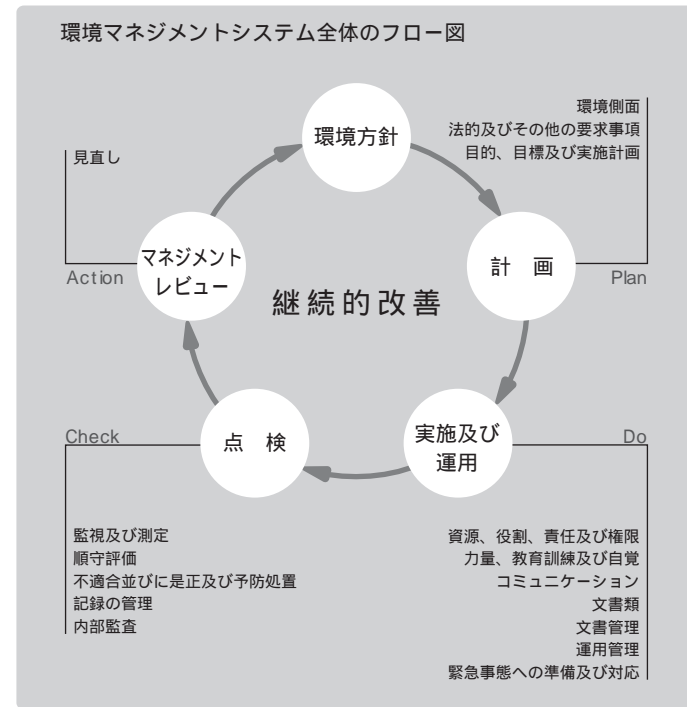 環境マネジメントシステム全体のフロー図
環境方針
環境側面
法的及びその他の要求事項
目的、目標及び実施計画
見直し
Action
マネジメント
レビュー
計　画
Plan
継続的改善
Check
点　検
実施及び
運用
Do
監視及び測定
順守評価
不適合並びに是正及び予防処置
記録の管理
内部監査
資源、役割、責任及び権限
力量、教育訓練及び自覚
コミュニケーション
文書類
文書管理
運用管理
緊急事態への準備及び対応